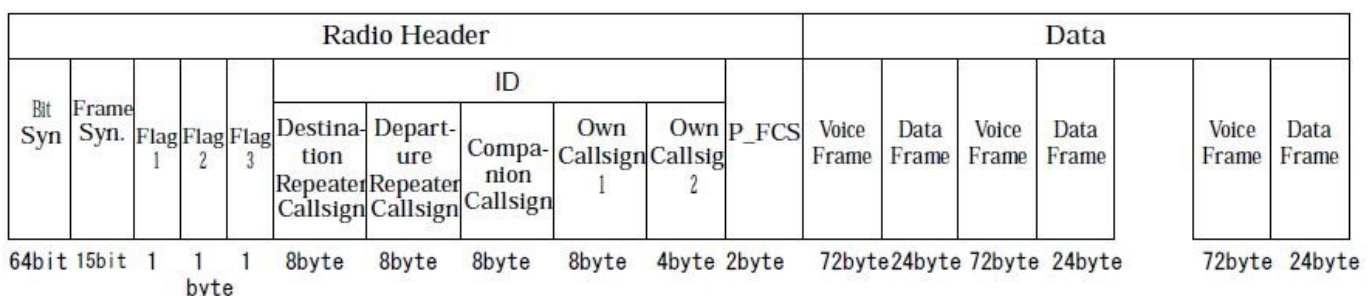 Radio Header Data
ID
Bit Syn
Frame Syn.
Flag 1
Flag 2
Flag 3
Destina-
tion
Repeater
Callsign
Depart-
ure
Repeater
Callsign
Compa-
nion
Callsign
Own
Callsign
1
Own
Callsig
2
P_FCS
Voice
Frame
Data
Frame
Voice
Frame
Data
Frame
Voice
Frame
Data
Frame
64bit 15bit 1 1 1 8byte 8byte 8byte 8byte 4byte 2byte 72byte 24byte 72byte 24byte 72byte 24byte
byte